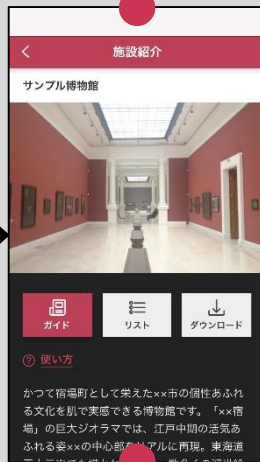 施設紹介
サンプル博物館
ガイド
リスト
ダウンロード
? 使い方
かつて宿場町として栄えた××市の個性あふれ
る文化を肌で実感できる博物館です。「××宿
場」の巨大ジオラマでは、江戸中期の活気あ
ふれる姿××の中心部をリアルに再現。東海道